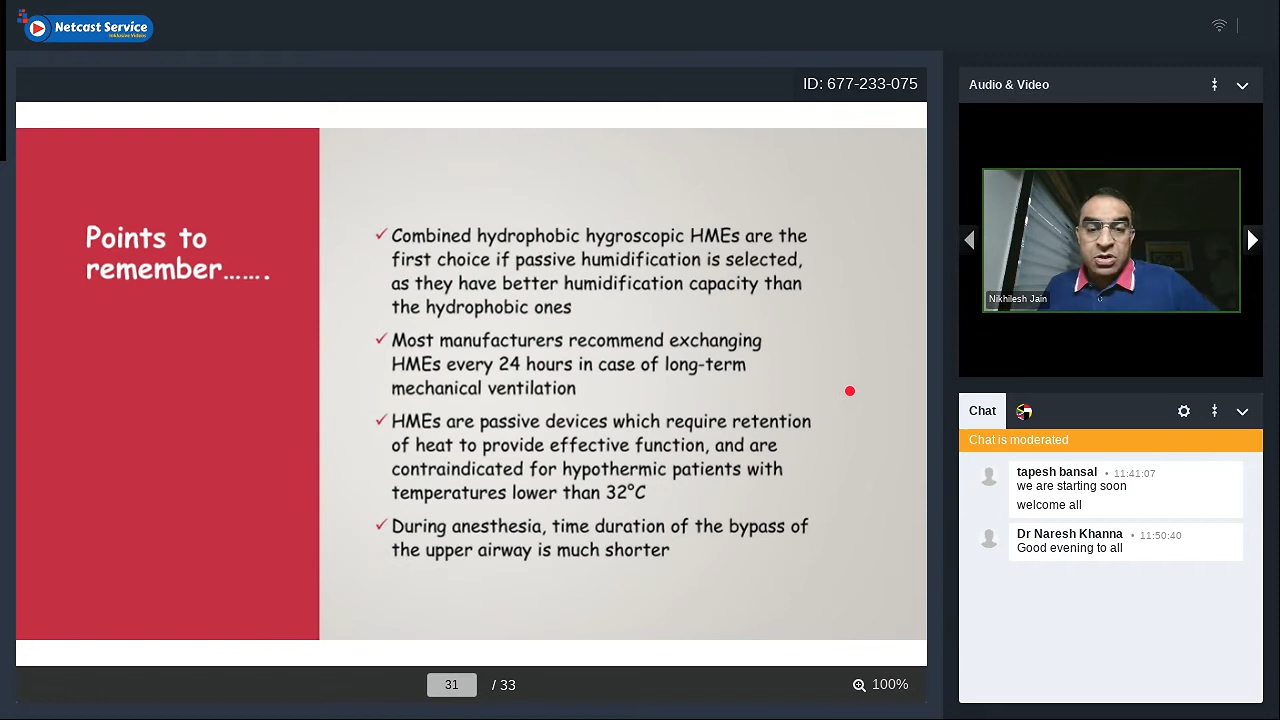 Netcast Service
Inklusive Videos
ID: 677-233-075
Points to
remember…….
Combined hydrophobic hygroscopic HMEs are the
first choice if passive humidification is selected,
as they have better humidification capacity than
the hydrophobic ones
Most manufacturers recommend exchanging
HMEs every 24 hours in case of long-term
mechanical ventilation
HMEs are passive devices which require retention
of heat to provide effective function, and are
contraindicated for hypothermic patients with
temperatures lower than 32°C
During anesthesia, time duration of the bypass of
the upper airway is much shorter
31 / 33
100%
Audio & Video
Nikhilesh Jain
Chat
Chat is moderated
tapesh bansal • 11:41:07
we are starting soon
welcome all
Dr Naresh Khanna • 11:50:40
Good evening to all